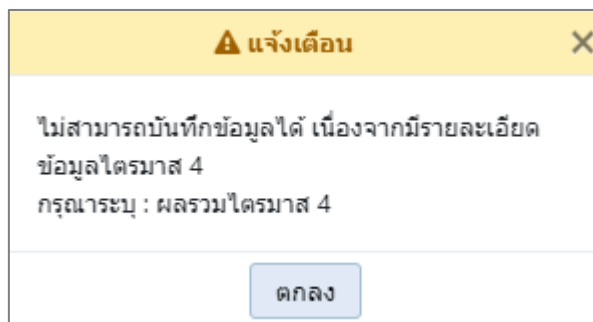 แจ้งเตือน
ไม่สามารถบันทึกข้อมูลได้ เนื่องจากมีรายละเอียด
ข้อมูลไตรมาส 4
กรุณาระบุ : ผลรวมไตรมาส 4
ตกลง